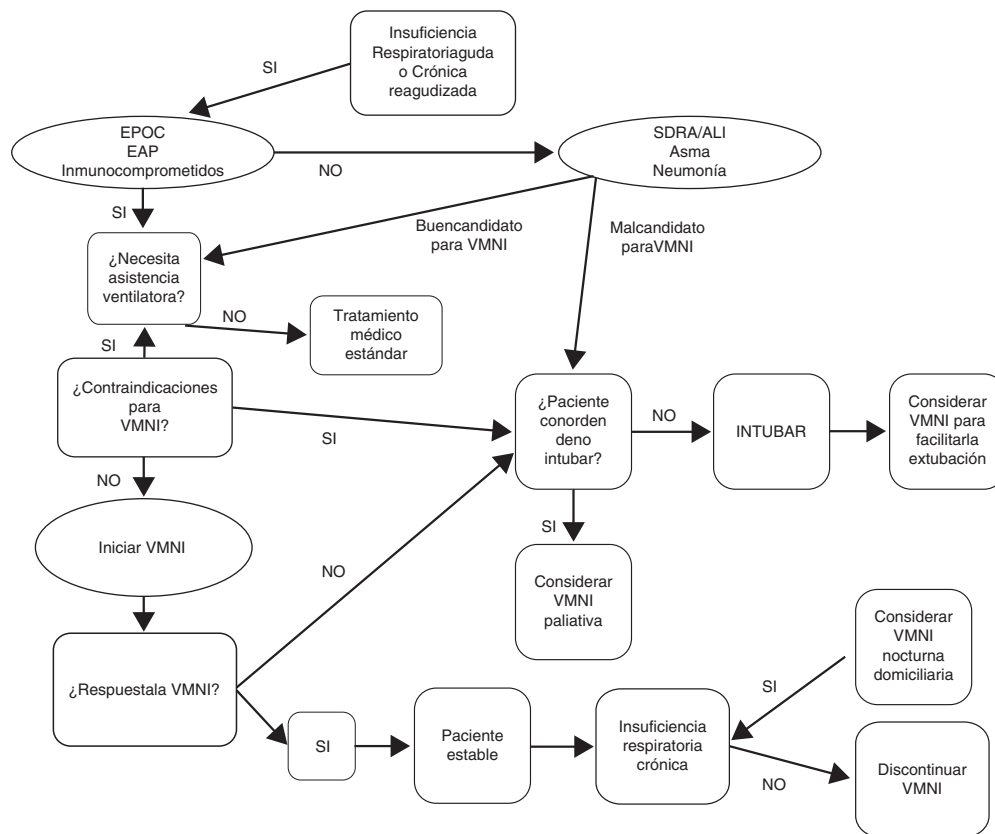 Insuficiencia
Respiratoriaguda
o Crónica
reagudizada
SI
EPOC
EAP
Inmunocomprometidos
NO
SDRA/ALI
Asma
Neumonía
SI
Buencandidato
para VMNI
Malcandidato
paraVMNI
¿Necesita
asistencia
ventilatora?
NO
Tratamiento
médico
estándar
SI
¿Contraindicaciones
para
VMNI?
SI
¿Paciente
conorden
deno
intubar?
NO
INTUBAR
Considerar
VMNI para
facilitarla
extubación
NO
SI
Iniciar VMNI
NO
Considerar
VMNI
paliativa
¿Respuestala VMNI?
SI
Paciente
estable
Insuficiencia
respiratoria
crónica
SI
Considerar
VMNI
nocturna
domiciliaria
NO
Discontinuar
VMNI